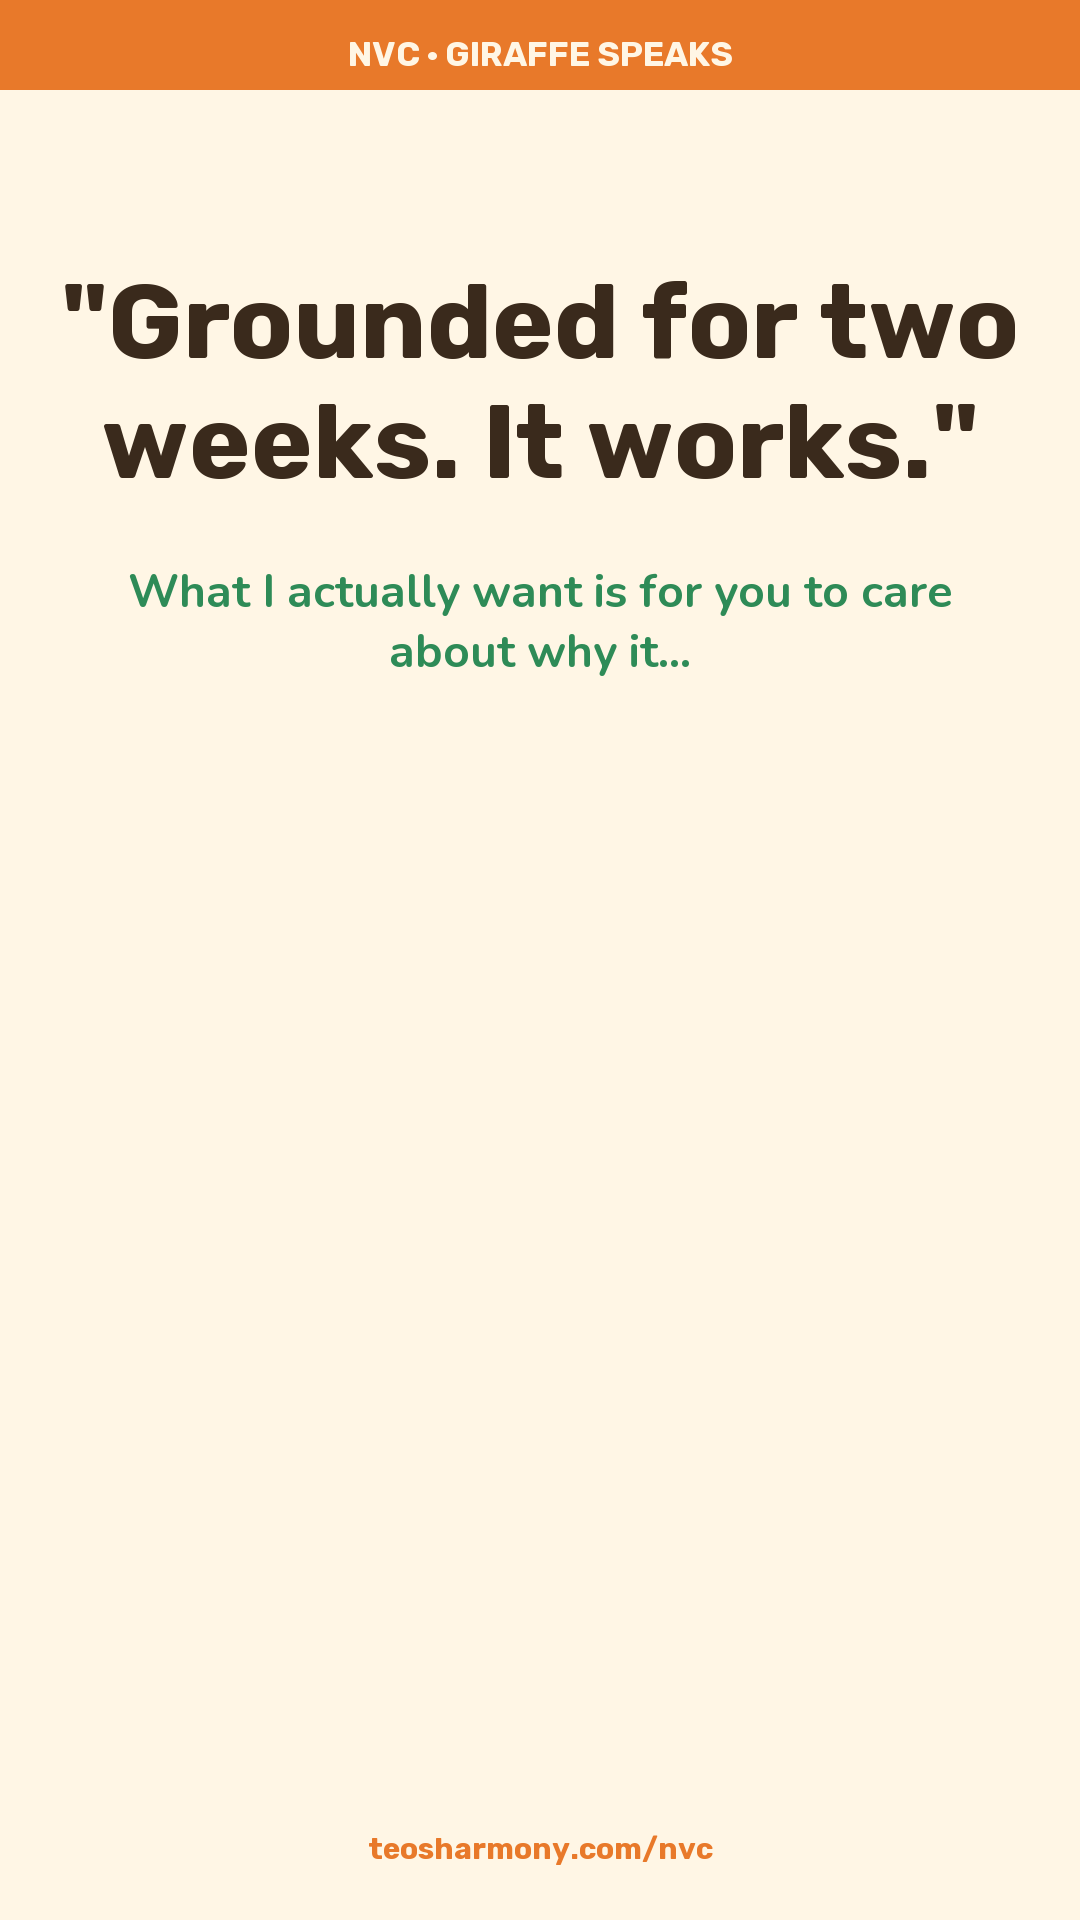 NVC • GIRAFFE SPEAKS
"Grounded for two
weeks. It works."
What I actually want is for you to care
about why it...
teosharmony.com/nvc